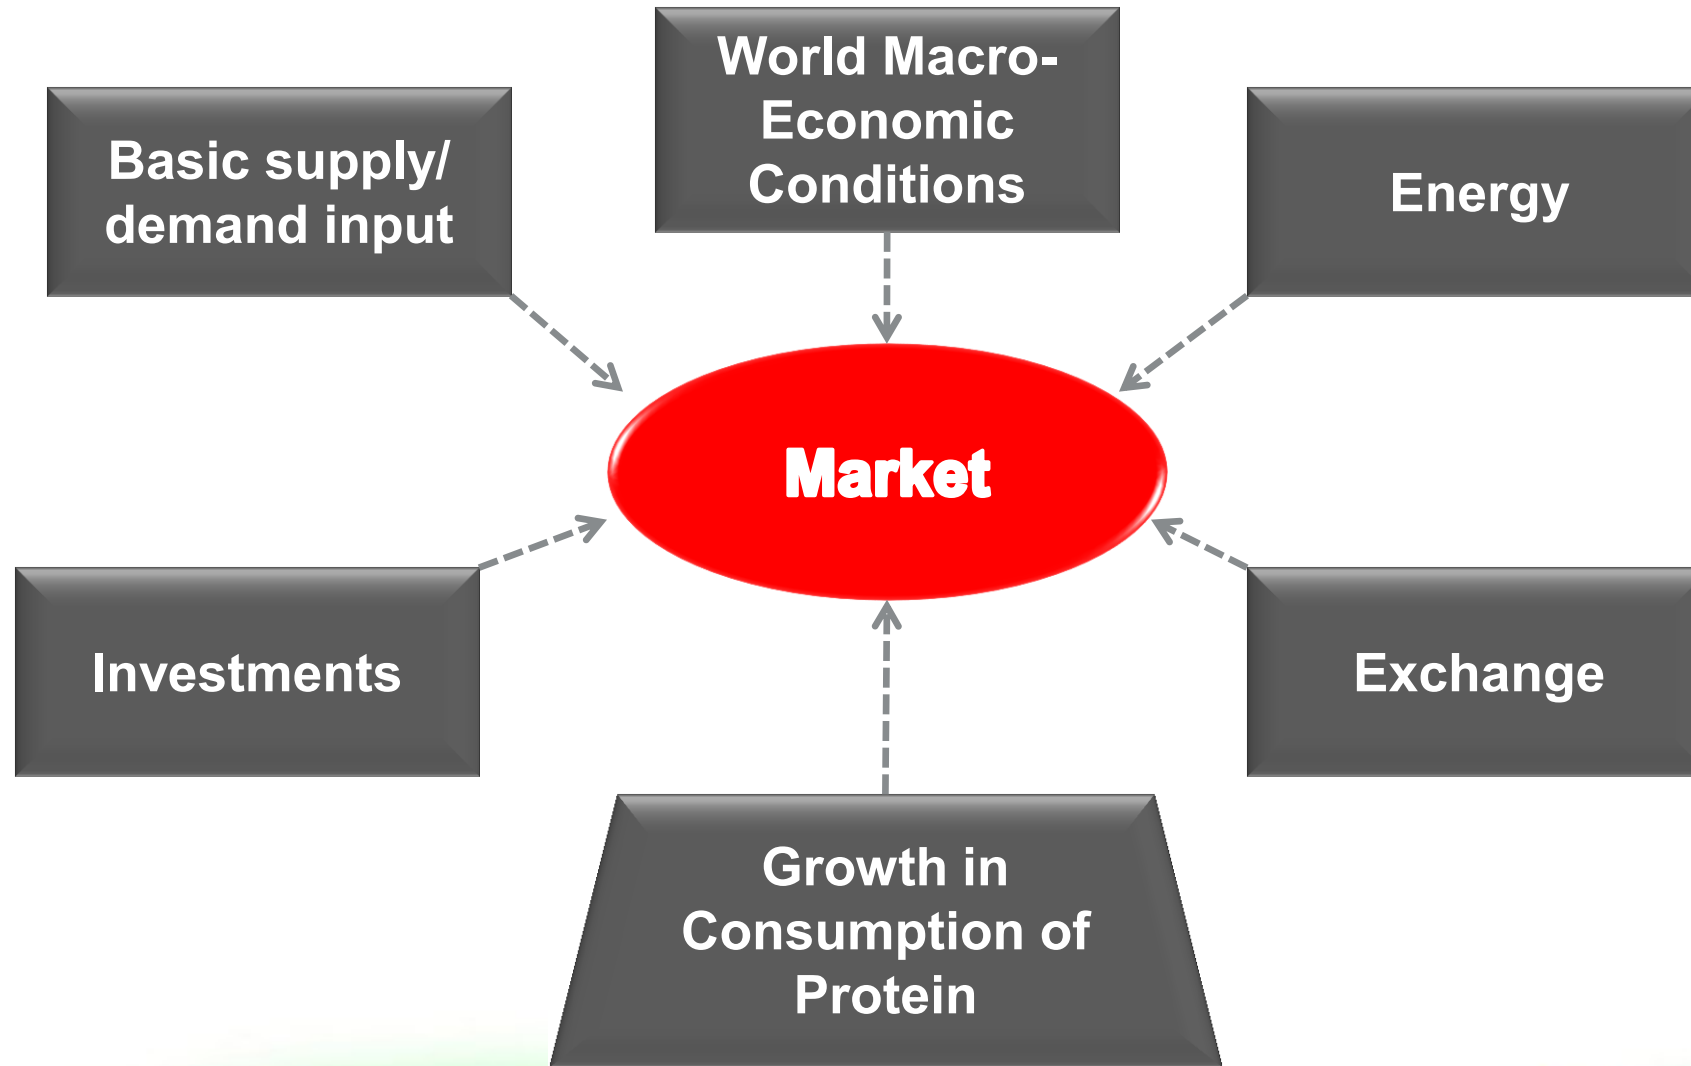 World Macro-
Economic
Conditions
Basic supply/
demand input
Energy
Market
Investments
Exchange
Growth in
Consumption of
Protein